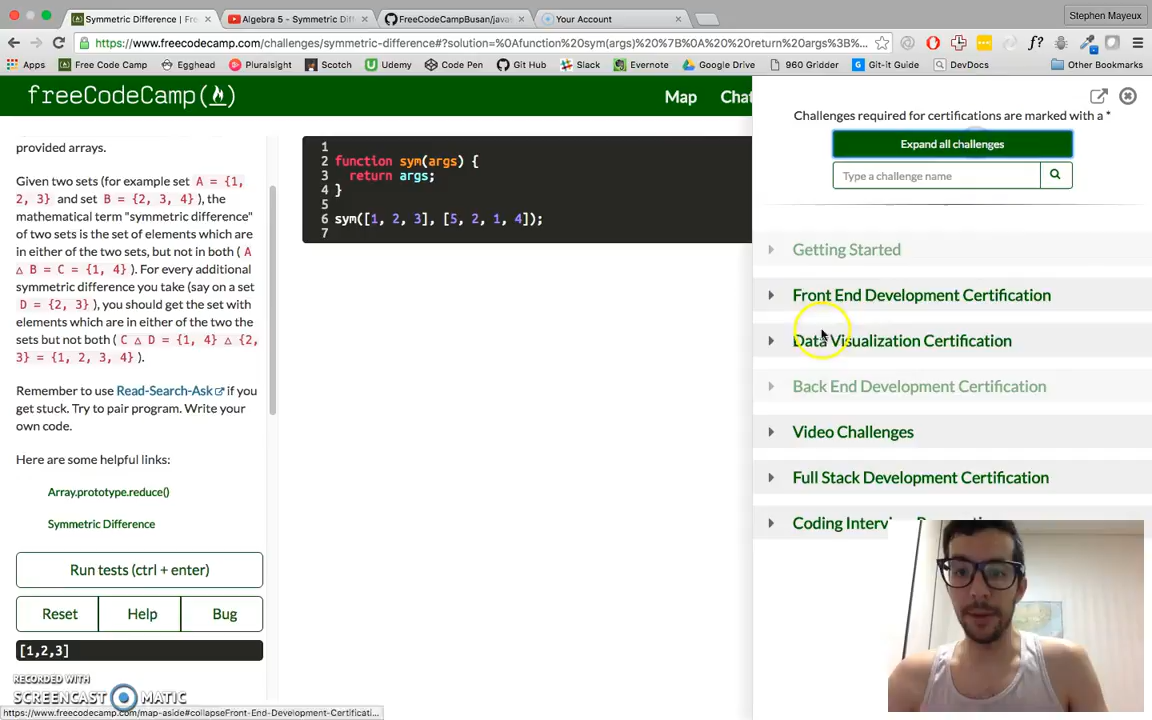 Symmetric Difference | Fre
Algebra 5 - Symmetric Dif
FreeCodeCampBusan/javas
Your Account
Stephen Mayeux
https://www.freecodecamp.com/challenges/symmetric-difference#?solution=%0Afunction%20sym(args)%20%7B%0A%20%20return%20args%3B%...
Apps
Free Code Camp
Egghead
Pluralsight
Scotch
Udemy
Code Pen
Git Hub
Slack
Evernote
Google Drive
960 Gridder
Git-it Guide
DevDocs
Other Bookmarks
freeCodeCamp
Map
Chat
provided arrays.
Given two sets (for example set A = {1,
2, 3} and set B = {2, 3, 4}), the
mathematical term "symmetric difference"
of two sets is the set of elements which are
in either of the two sets, but not in both ( A
△ B = C = {1, 4} ). For every additional
symmetric difference you take (say on a set
D = {2, 3} ), you should get the set with
elements which are in either of the two the
sets but not both ( C △ D = {1, 4} △ {2,
3} = {1, 2, 3, 4} ).
Remember to use Read-Search-Ask if you
get stuck. Try to pair program. Write your
own code.
Here are some helpful links:
Array.prototype.reduce()
Symmetric Difference
Run tests (ctrl + enter)
Reset
Help
Bug
[1,2,3]
1
2 function sym(args) {
3 return args;
4 }
5
6 sym([1, 2, 3], [5, 2, 1, 4]);
7
Challenges required for certifications are marked with a *
Expand all challenges
Type a challenge name
Getting Started
Front End Development Certification
Data Visualization Certification
Back End Development Certification
Video Challenges
Full Stack Development Certification
Coding
RECORDED WITH
SCREENCAST MATIC
https://www.freecodecamp.com/map-aside#collapseFront-End-Development-Certificati...